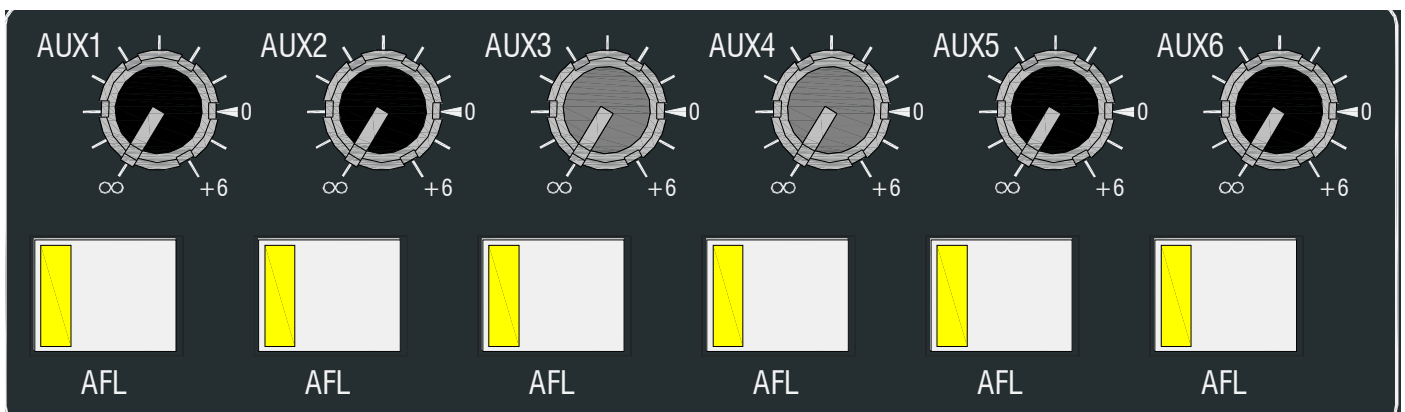 AUX1 AUX2 AUX3 AUX4 AUX5 AUX6
0 0 0 0 0 0
∞ +6 ∞ +6 ∞ +6 ∞ +6 ∞ +6 ∞ +6
AFL AFL AFL AFL AFL AFL